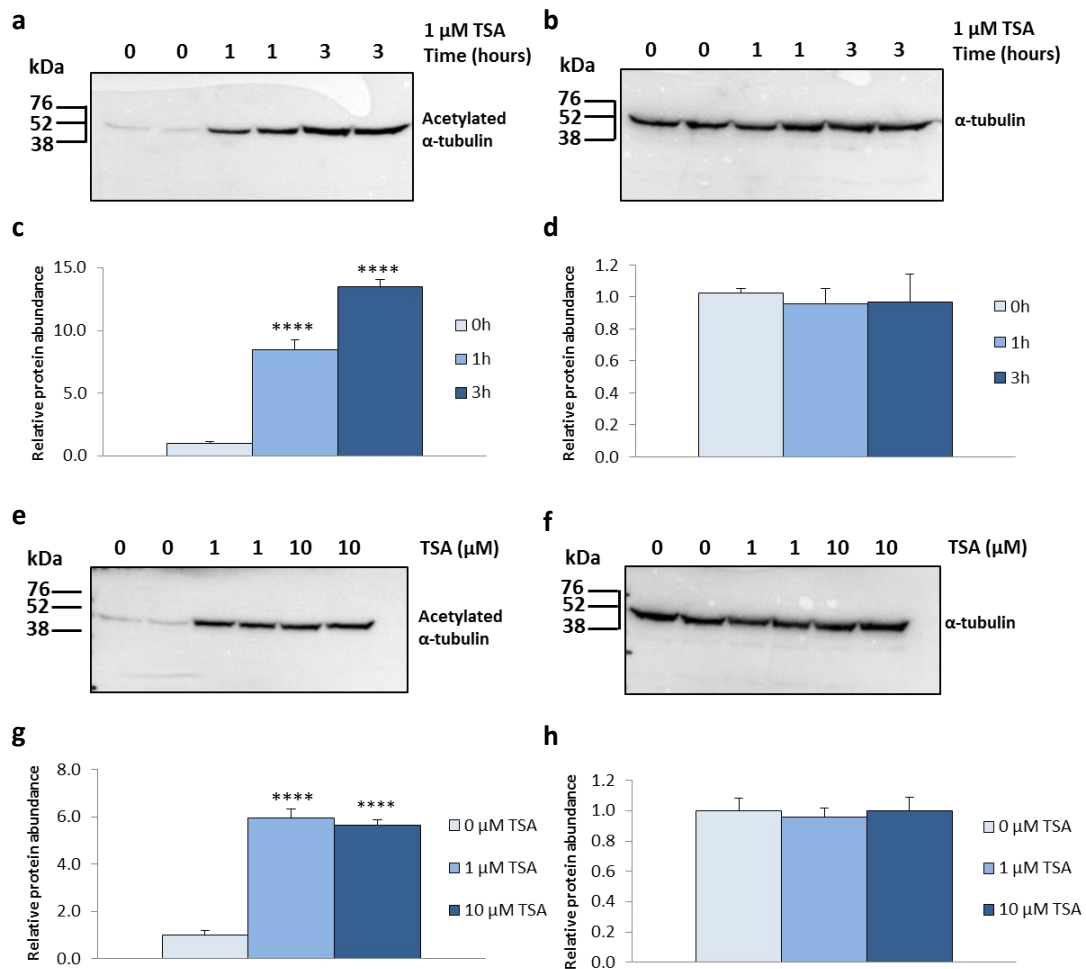 a
1 µM TSA
0 0 1 1 3 3 Time (hours)
kDa
76
52
38
Acetylated
α-tubulin
b
1 µM TSA
0 0 1 1 3 3 Time (hours)
kDa
76
52
38
α-tubulin
c
Relative protein abundance
15.0
10.0
5.0
0.0
****
****
0h
1h
3h
d
Relative protein abundance
1.2
1.0
0.8
0.6
0.4
0.2
0.0
0h
1h
3h
e
0 0 1 1 10 10 TSA (µM)
kDa
76
52
38
Acetylated
α-tubulin
f
0 0 1 1 10 10 TSA (µM)
kDa
76
52
38
α-tubulin
g
Relative protein abundance
8.0
6.0
4.0
2.0
0.0
****
****
0 µM TSA
1 µM TSA
10 µM TSA
h
Relative protein abundance
1.2
1.0
0.8
0.6
0.4
0.2
0.0
0 µM TSA
1 µM TSA
10 µM TSA